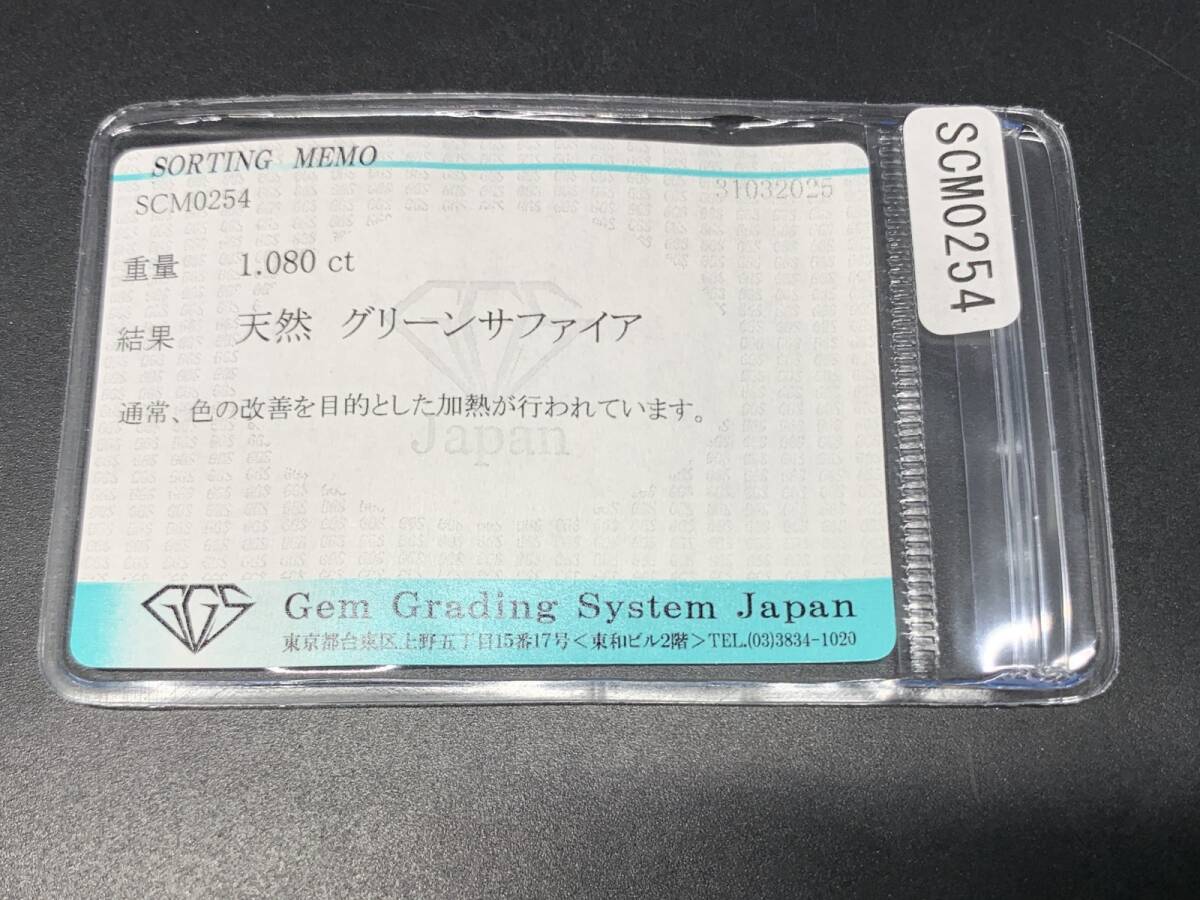 SORTING MEMO
SCM0254 31032025
重量 1.080 ct
結果 天然 グリーンサファイア
通常、色の改善を目的とした加熱が行われています。
Japan
GGS Gem Grading System Japan
東京都台東区上野五丁目15番17号<東和ビル2階>TEL.(03)3834-1020
SCM0254